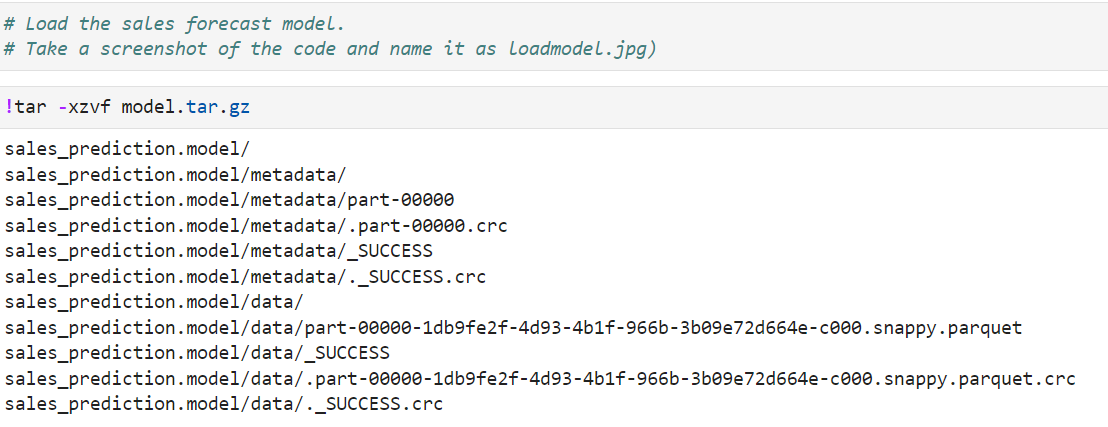 # Load the sales forecast model.
# Take a screenshot of the code and name it as loadmodel.jpg)
!tar -xzvf model.tar.gz
sales_prediction.model/
sales_prediction.model/metadata/
sales_prediction.model/metadata/part-00000
sales_prediction.model/metadata/.part-00000.crc
sales_prediction.model/metadata/_SUCCESS
sales_prediction.model/metadata/._SUCCESS.crc
sales_prediction.model/data/
sales_prediction.model/data/part-00000-1db9fe2f-4d93-4b1f-966b-3b09e72d664e-c000.snappy.parquet
sales_prediction.model/data/_SUCCESS
sales_prediction.model/data/.part-00000-1db9fe2f-4d93-4b1f-966b-3b09e72d664e-c000.snappy.parquet.crc
sales_prediction.model/data/._SUCCESS.crc